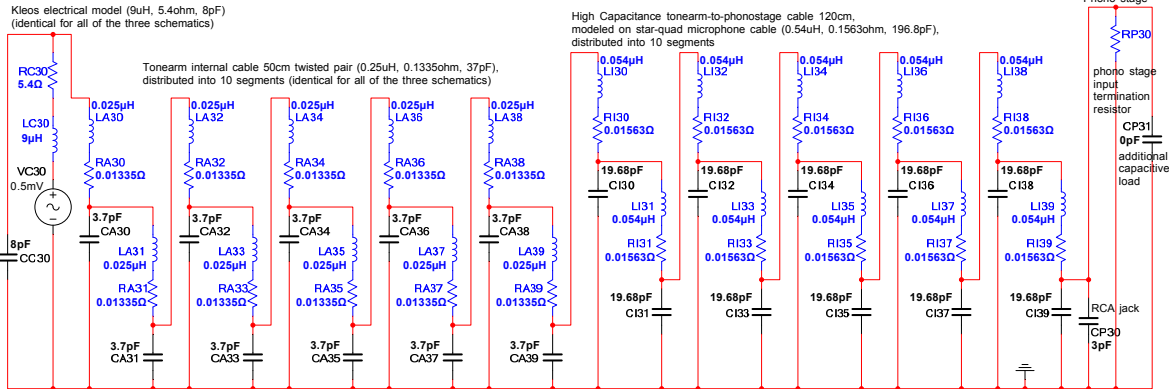 Kleos electrical model (9uH, 5.4ohm, 8pF)
(identical for all of the three schematics)
Tonearm internal cable 50cm twisted pair (0.25uH, 0.1335ohm, 37pF),
distributed into 10 segments (identical for all of the three schematics)
High Capacitance tonearm-to-phonostage cable 120cm,
modeled on star-quad microphone cable (0.54uH, 0.1563ohm, 196.8pF),
distributed into 10 segments
RC30
5.4Ω
LC30
9µH
VC30
0.5mV
8pF
CC30
0.025µH
LA30
RA30
0.01335Ω
3.7pF
CA30
LA31
0.025µH
RA31
0.01335Ω
3.7pF
CA31
0.025µH
LA32
RA32
0.01335Ω
3.7pF
CA32
LA33
0.025µH
RA33
0.01335Ω
3.7pF
CA33
0.025µH
LA34
RA34
0.01335Ω
3.7pF
CA34
LA35
0.025µH
RA35
0.01335Ω
3.7pF
CA35
0.025µH
LA36
RA36
0.01335Ω
3.7pF
CA36
LA37
0.025µH
RA37
0.01335Ω
3.7pF
CA37
0.025µH
LA38
RA38
0.01335Ω
3.7pF
CA38
LA39
0.025µH
RA39
0.01335Ω
3.7pF
CA39
0.054µH
LI30
RI30
0.01563Ω
19.68pF
CI30
LI31
0.054µH
RI31
0.01563Ω
19.68pF
CI31
0.054µH
LI32
RI32
0.01563Ω
19.68pF
CI32
LI33
0.054µH
RI33
0.01563Ω
19.68pF
CI33
0.054µH
LI34
RI34
0.01563Ω
19.68pF
CI34
LI35
0.054µH
RI35
0.01563Ω
19.68pF
CI35
0.054µH
LI36
RI36
0.01563Ω
19.68pF
CI36
LI37
0.054µH
RI37
0.01563Ω
19.68pF
CI37
0.054µH
LI38
RI38
0.01563Ω
19.68pF
CI38
LI39
0.054µH
RI39
0.01563Ω
19.68pF
CI39
RP30
phono stage
input
termination
resistor
CP31
0pF
additional
capacitive
load
RCA jack
CP30
3pF